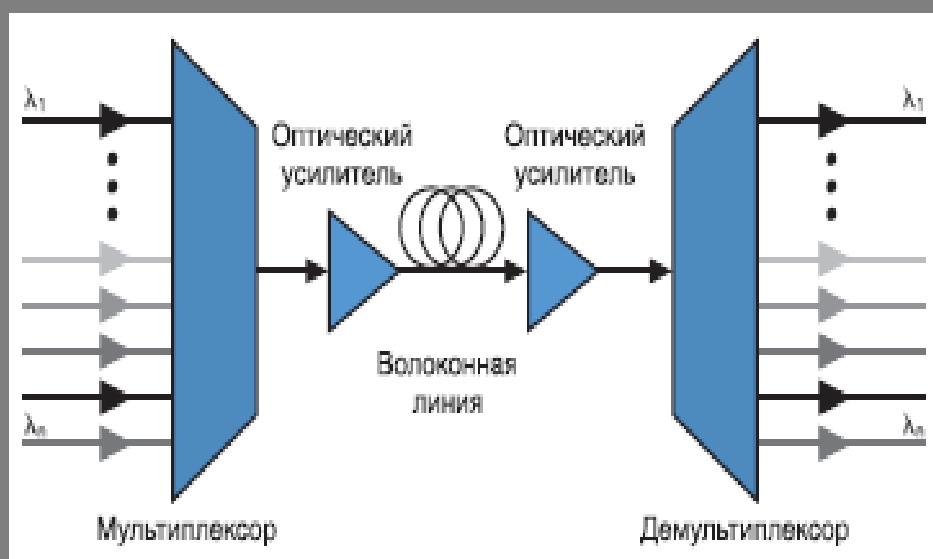 λ₁
λ₁
Оптический
усилитель
Оптический
усилитель
Волоконная
линия
λₙ
λₙ
Мультиплексор
Демультиплексор